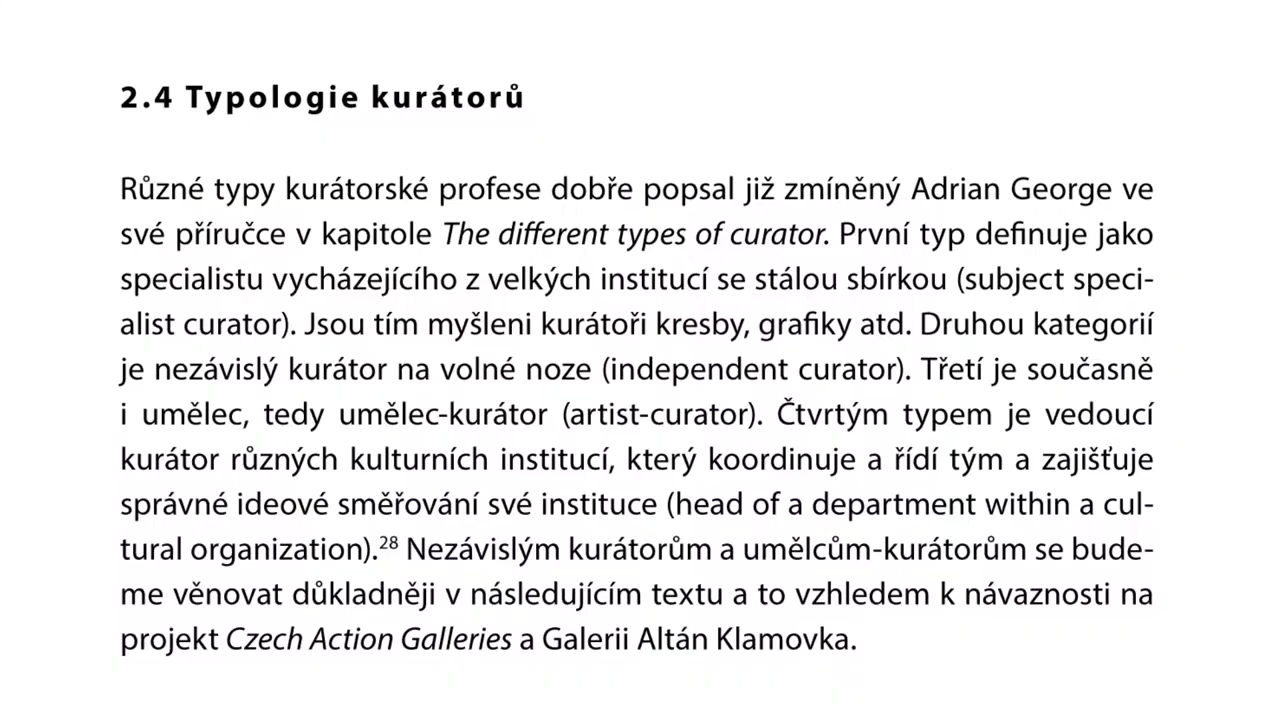 2.4 Typologie kurátorů
Různé typy kurátorské profese dobře popsal již zmíněný Adrian George ve
své příručce v kapitole The different types of curator. První typ definuje jako
specialistu vycházejícího z velkých institucí se stálou sbírkou (subject speci-
alist curator). Jsou tím myšleni kurátoři kresby, grafiky atd. Druhou kategorií
je nezávislý kurátor na volné noze (independent curator). Třetí je současně
i umělec, tedy umělec-kurátor (artist-curator). Čtvrtým typem je vedoucí
kurátor různých kulturních institucí, který koordinuje a řídí tým a zajišťuje
správné ideové směřování své instituce (head of a department within a cul-
tural organization).28 Nezávislým kurátorům a umělcům-kurátorům se bude-
me věnovat důkladněji v následujícím textu a to vzhledem k návaznosti na
projekt Czech Action Galleries a Galerii Altán Klamovka.